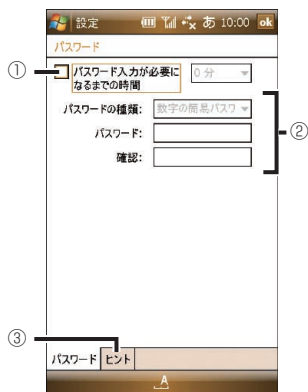 設定 あ 10:00 ok
パスワード
① パスワード入力が必要に
なるまでの時間 0 分
パスワードの種類: 数字の簡易パスワ
パスワード:
確認:
②
③
パスワード ヒント
A